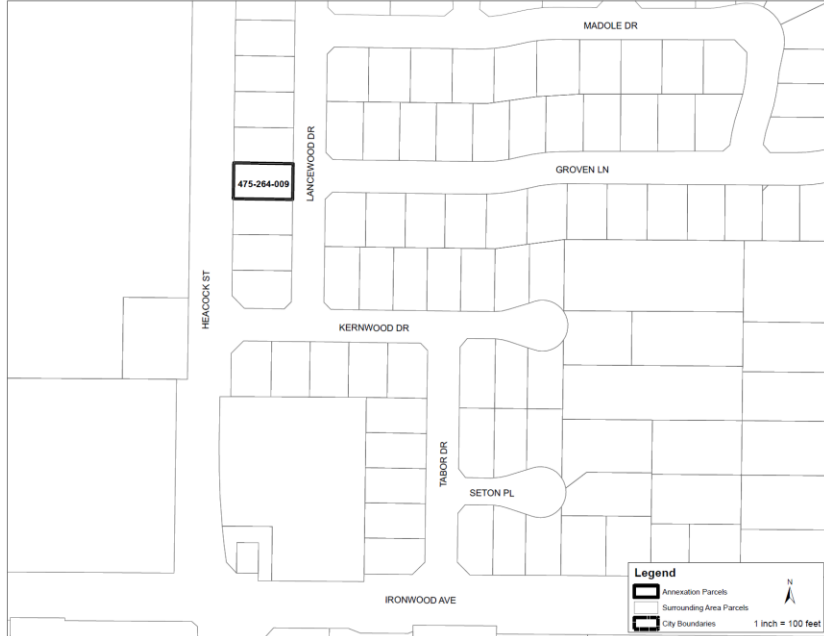 MADOLE DR
LANCEWOOD DR
GROVEN LN
475-264-009
HEACOCK ST
KERNWOOD DR
TABOR DR
SETON PL
IRONWOOD AVE
Legend
Annexation Parcels
Surrounding Area Parcels
City Boundaries
N
1 inch = 100 feet